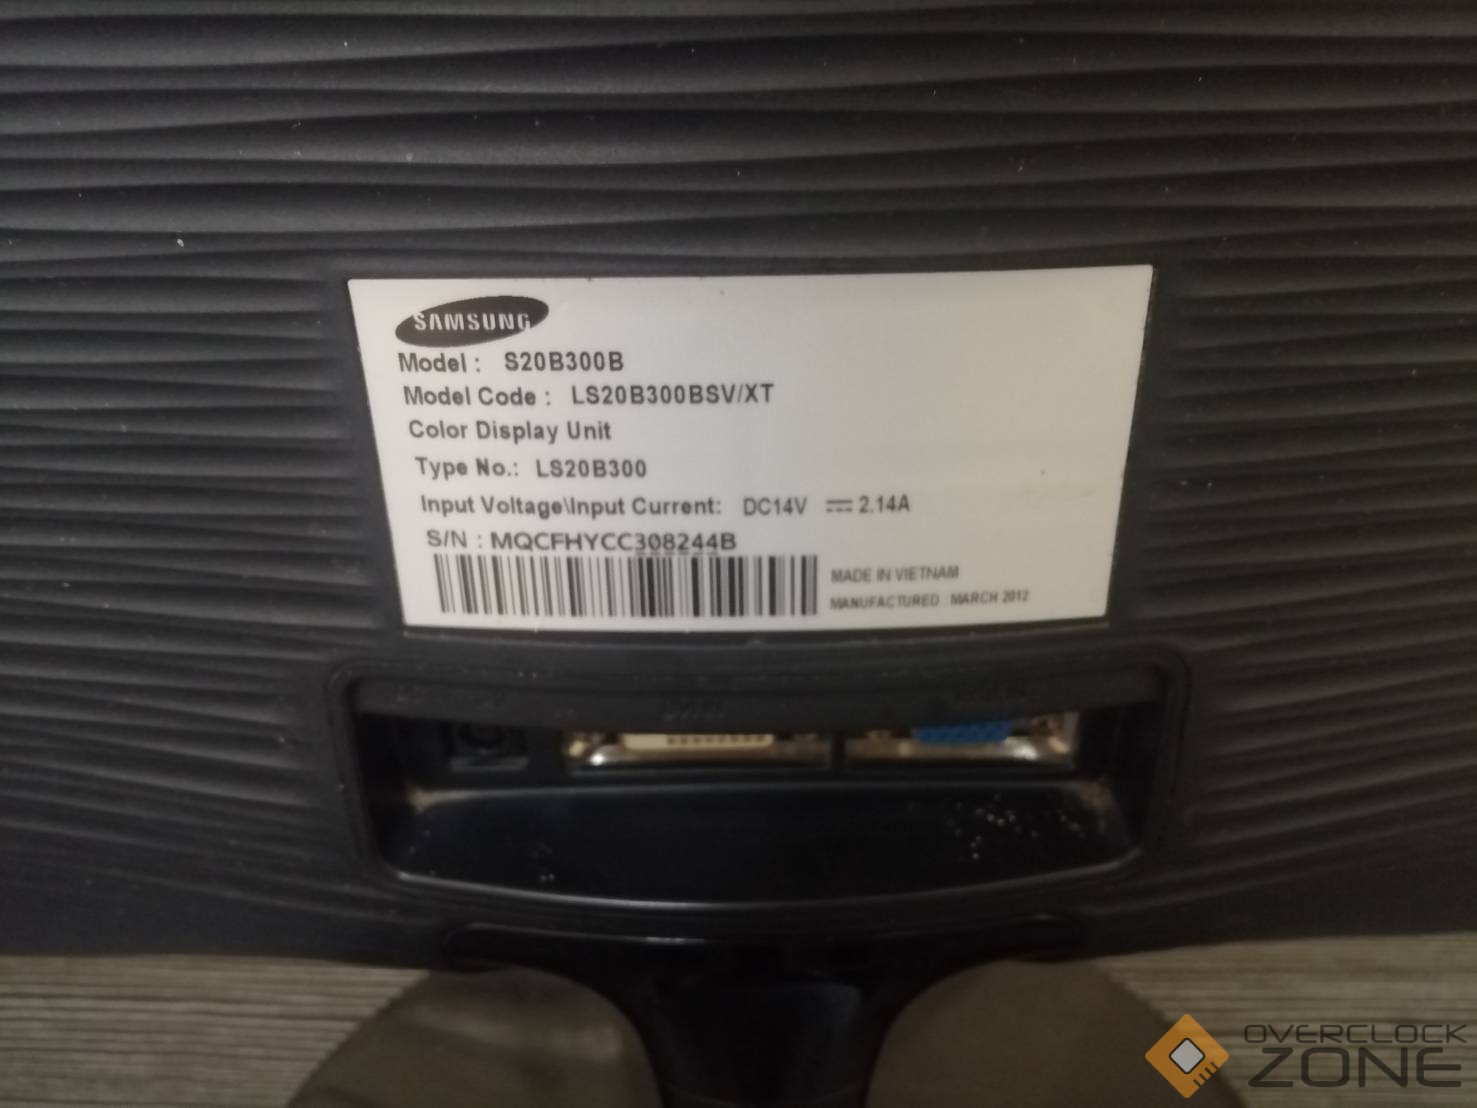 SAMSUNG
Model : S20B300B
Model Code : LS20B300BSV/XT
Color Display Unit
Type No.: LS20B300
Input Voltage\Input Current: DC14V ⎓ 2.14A
S/N : MQCFHYCC308244B
MADE IN VIETNAM
MANUFACTURED : MARCH 2012
OVERCLOCK
ZONE